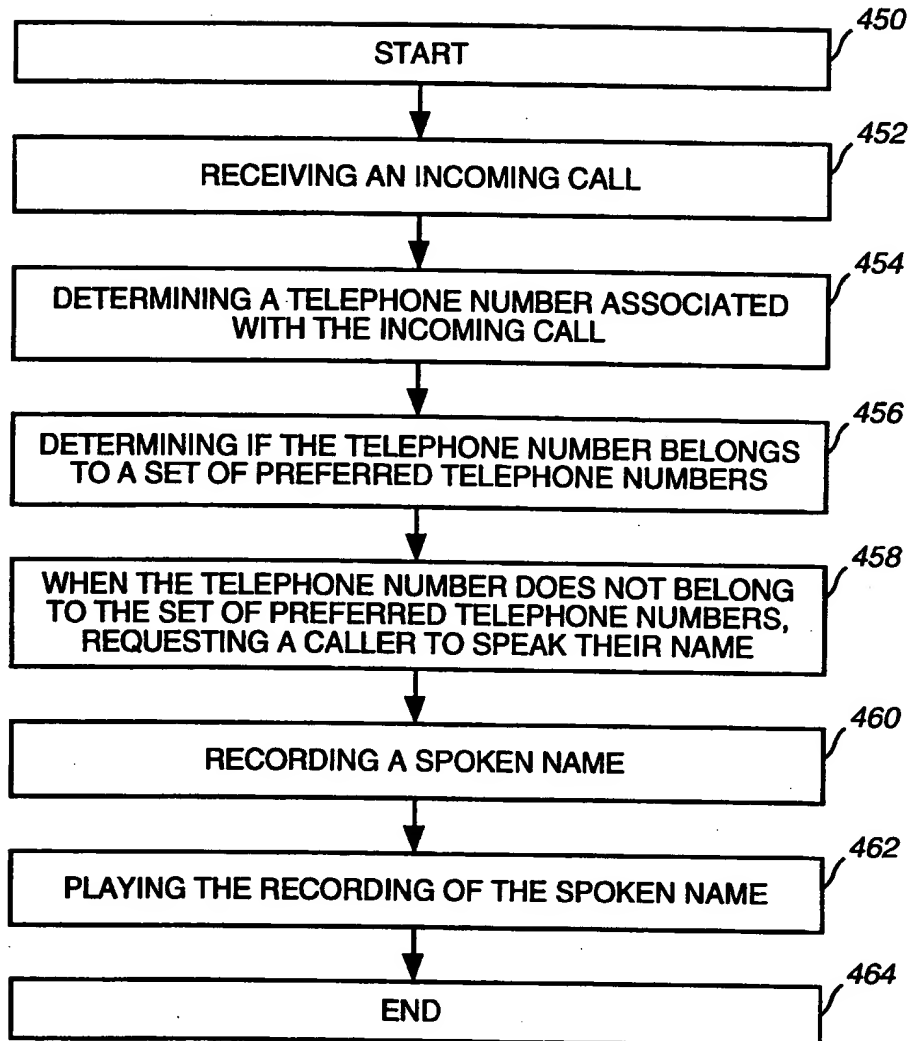 450
START
452
RECEIVING AN INCOMING CALL
454
DETERMINING A TELEPHONE NUMBER ASSOCIATED
WITH THE INCOMING CALL
456
DETERMINING IF THE TELEPHONE NUMBER BELONGS
TO A SET OF PREFERRED TELEPHONE NUMBERS
458
WHEN THE TELEPHONE NUMBER DOES NOT BELONG
TO THE SET OF PREFERRED TELEPHONE NUMBERS,
REQUESTING A CALLER TO SPEAK THEIR NAME
460
RECORDING A SPOKEN NAME
462
PLAYING THE RECORDING OF THE SPOKEN NAME
464
END